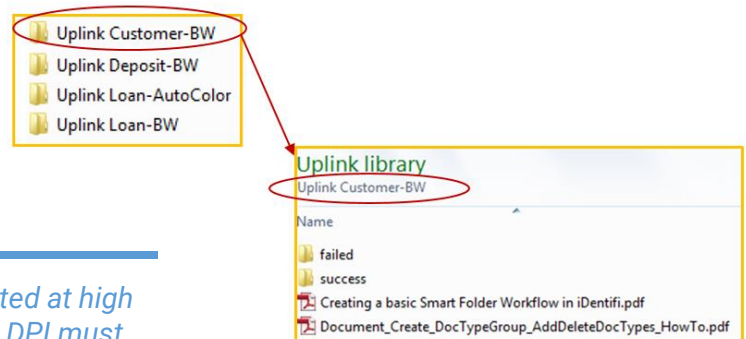 Uplink Customer-BW
Uplink Deposit-BW
Uplink Loan-AutoColor
Uplink Loan-BW
Uplink library
Uplink Customer-BW
Name
failed
success
Creating a basic Smart Folder Workflow in iDentifi.pdf
Document_Create_DocTypeGroup_AddDeleteDocTypes_HowTo.pdf
ted at high
DPI must